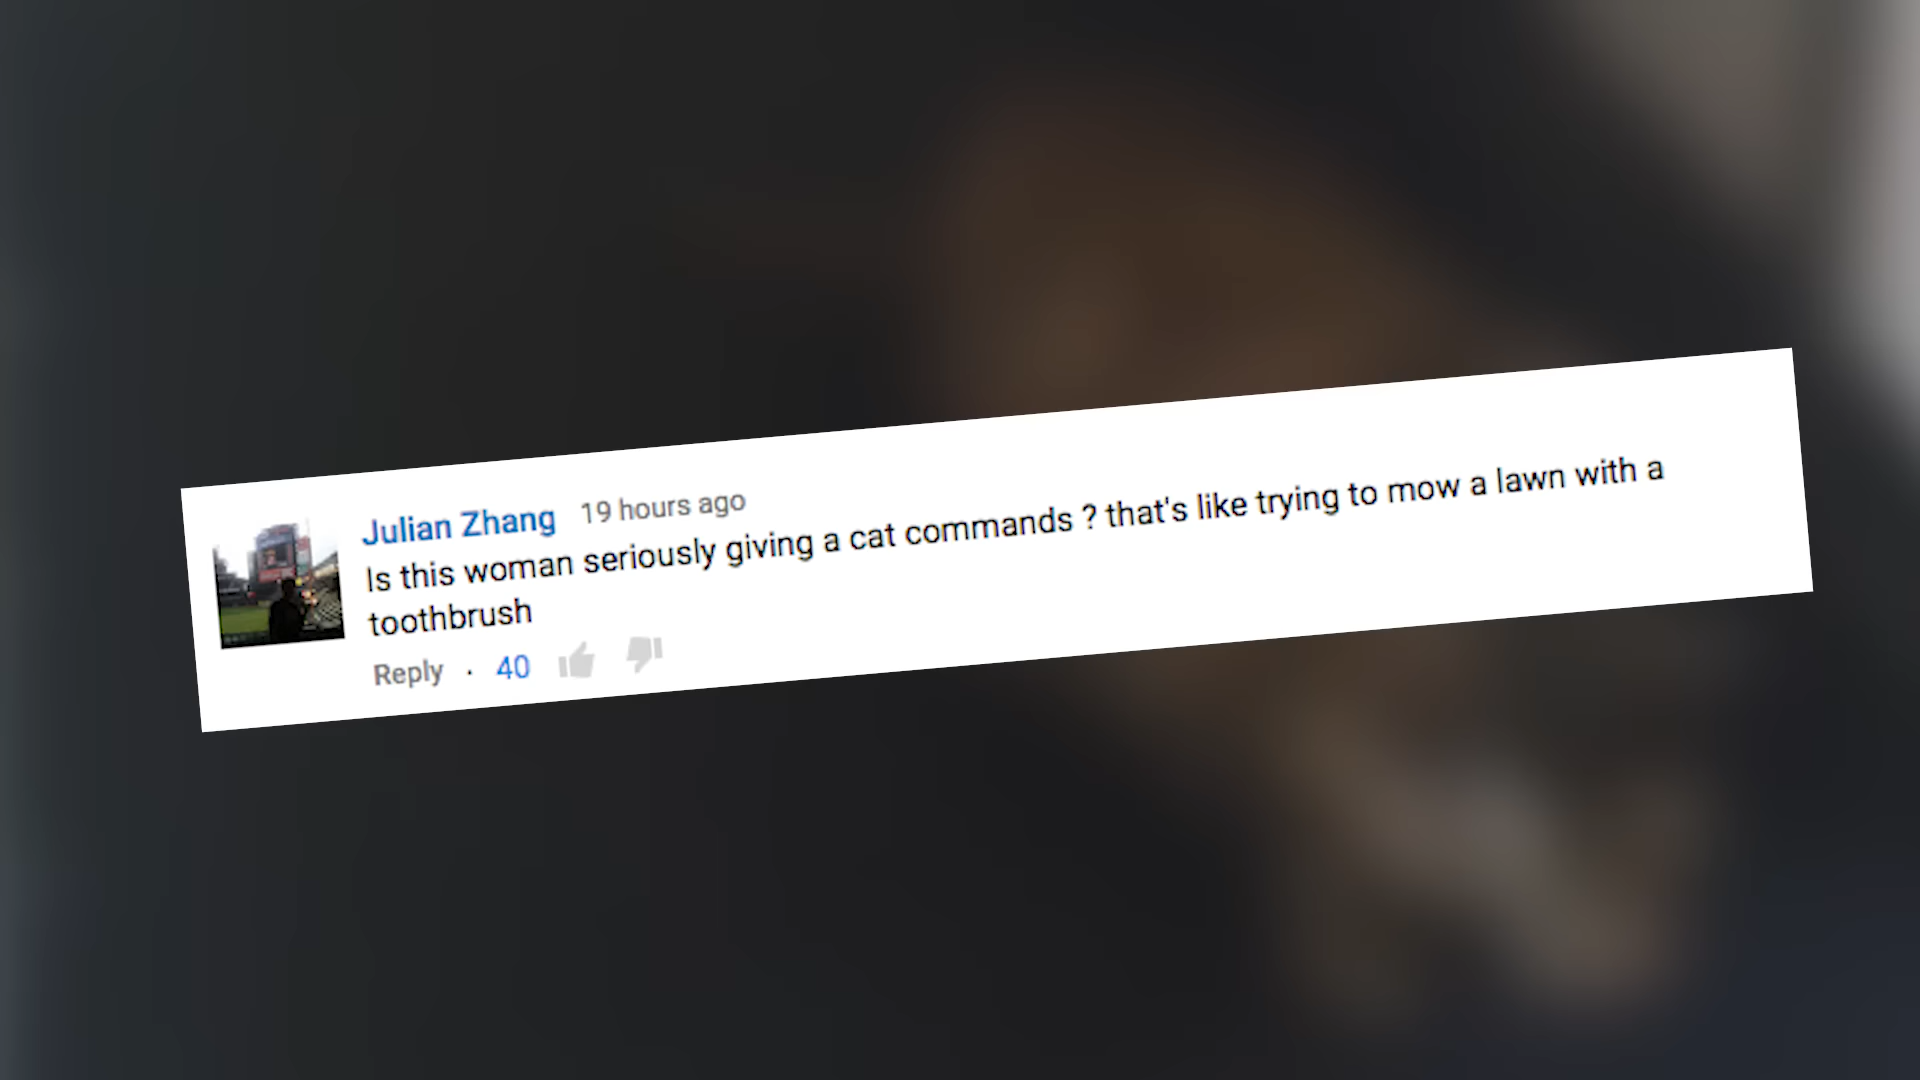 Julian Zhang 19 hours ago
Is this woman seriously giving a cat commands ? that's like trying to mow a lawn with a
toothbrush
Reply · 40